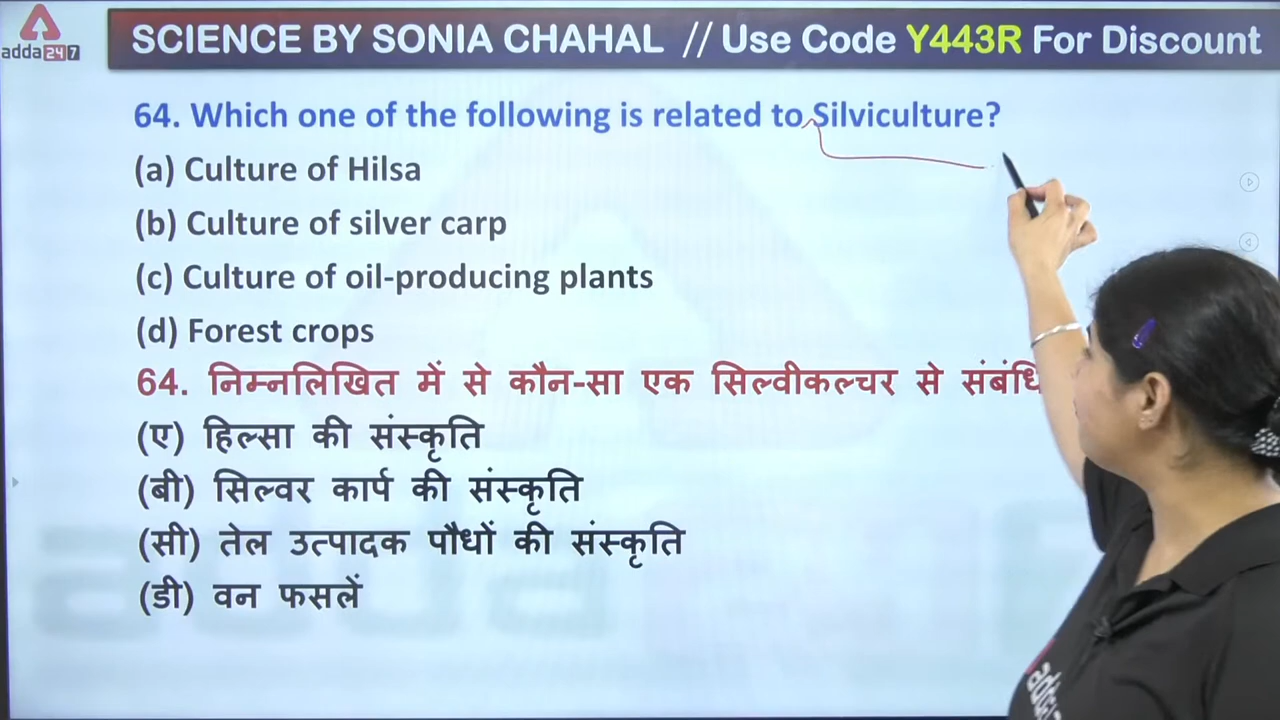 adda247
SCIENCE BY SONIA CHAHAL // Use Code Y443R For Discount
64. Which one of the following is related to Silviculture?
(a) Culture of Hilsa
(b) Culture of silver carp
(c) Culture of oil-producing plants
(d) Forest crops
64. निम्नलिखित में से कौन-सा एक सिल्वीकल्चर से संबंधि
(ए) हिल्सा की संस्कृति
(बी) सिल्वर कार्प की संस्कृति
(सी) तेल उत्पादक पौधों की संस्कृति
(डी) वन फसलें
adda